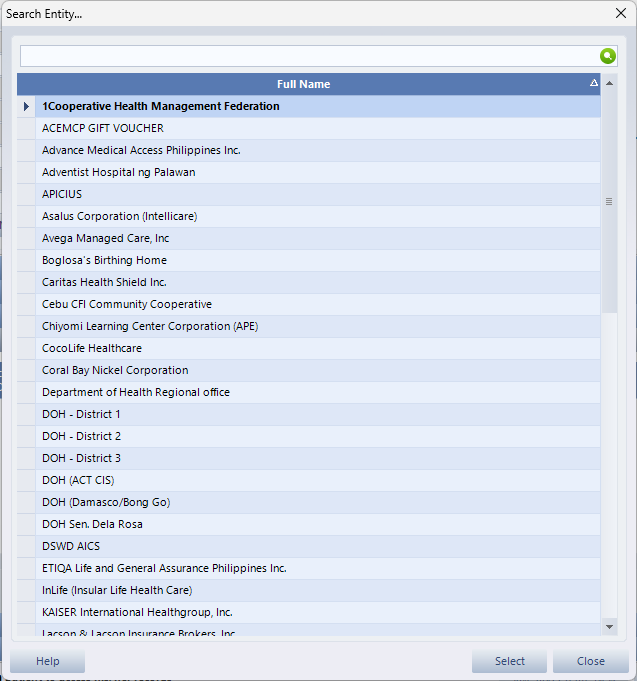 Search Entity...
Full Name
1Cooperative Health Management Federation
ACEMCP GIFT VOUCHER
Advance Medical Access Philippines Inc.
Adventist Hospital ng Palawan
APICIUS
Asalus Corporation (Intellicare)
Avega Managed Care, Inc
Boglosa's Birthing Home
Caritas Health Shield Inc.
Cebu CFI Community Cooperative
Chiyomi Learning Center Corporation (APE)
CocoLife Healthcare
Coral Bay Nickel Corporation
Department of Health Regional office
DOH - District 1
DOH - District 2
DOH - District 3
DOH (ACT CIS)
DOH (Damasco/Bong Go)
DOH Sen. Dela Rosa
DSWD AICS
ETIQA Life and General Assurance Philippines Inc.
InLife (Insular Life Health Care)
KAISER International Healthgroup, Inc.
Lacson & Lacson Insurance Brokers, Inc
Help
Select
Close